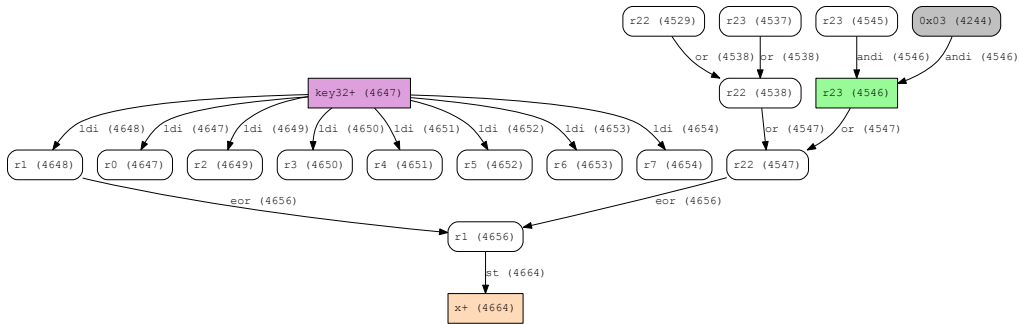 r22 (4529)
r23 (4537)
r23 (4545)
0x03 (4244)
or (4538)
or (4538)
andi (4546)
andi (4546)
key32+ (4647)
r22 (4538)
r23 (4546)
ldi (4648)
ldi (4647)
ldi (4649)
ldi (4650)
ldi (4651)
ldi (4652)
ldi (4653)
ldi (4654)
or (4547)
or (4547)
r1 (4648)
r0 (4647)
r2 (4649)
r3 (4650)
r4 (4651)
r5 (4652)
r6 (4653)
r7 (4654)
r22 (4547)
eor (4656)
eor (4656)
r1 (4656)
st (4664)
x+ (4664)